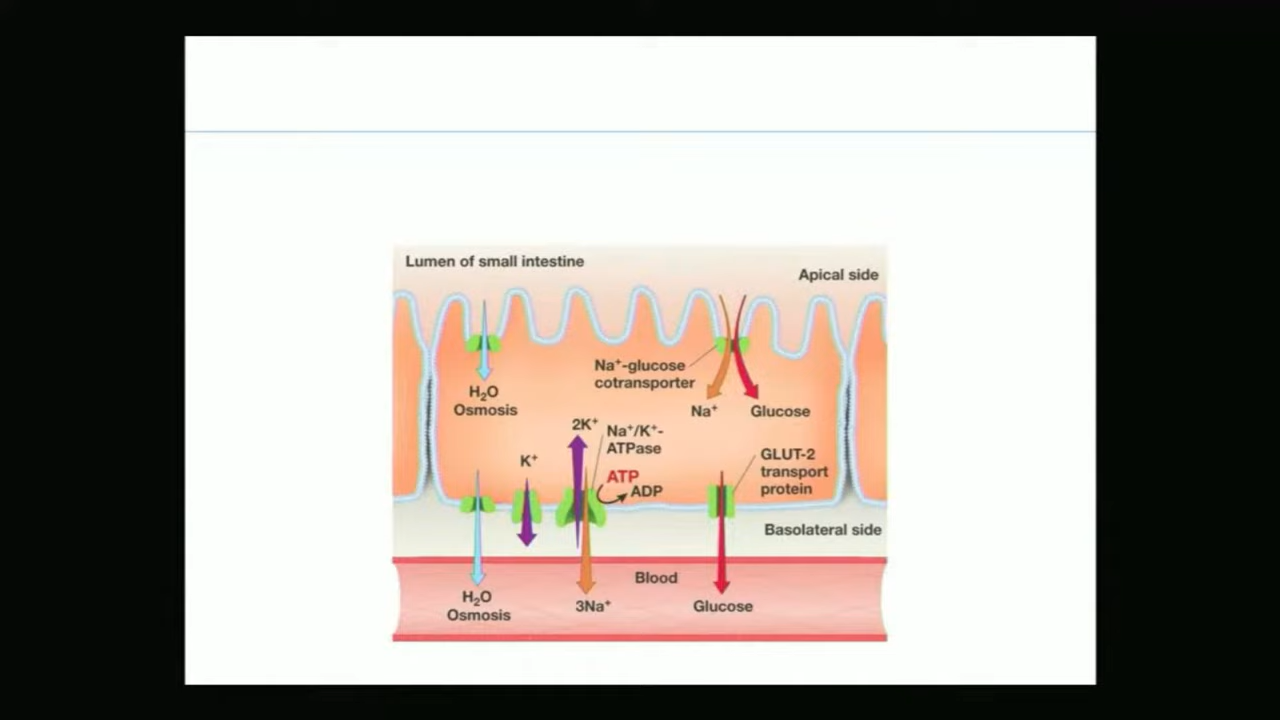 Lumen of small intestine
Apical side
Na⁺-glucose
cotransporter
H₂O
Osmosis
Na⁺
Glucose
2K⁺
Na⁺/K⁺-
ATPase
K⁺
ATP
ADP
GLUT-2
transport
protein
Basolateral side
Blood
H₂O
Osmosis
3Na⁺
Glucose